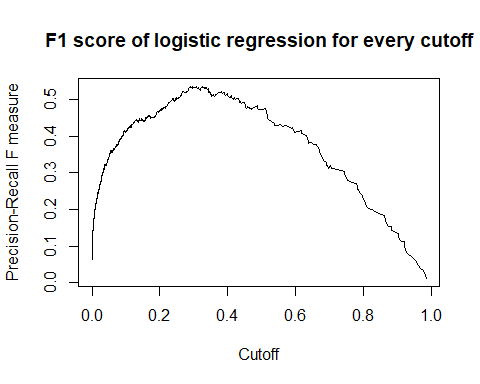 F1 score of logistic regression for every cutoff
Precision-Recall F measure
0.5
0.4
0.3
0.2
0.1
0.0
0.0 0.2 0.4 0.6 0.8 1.0
Cutoff